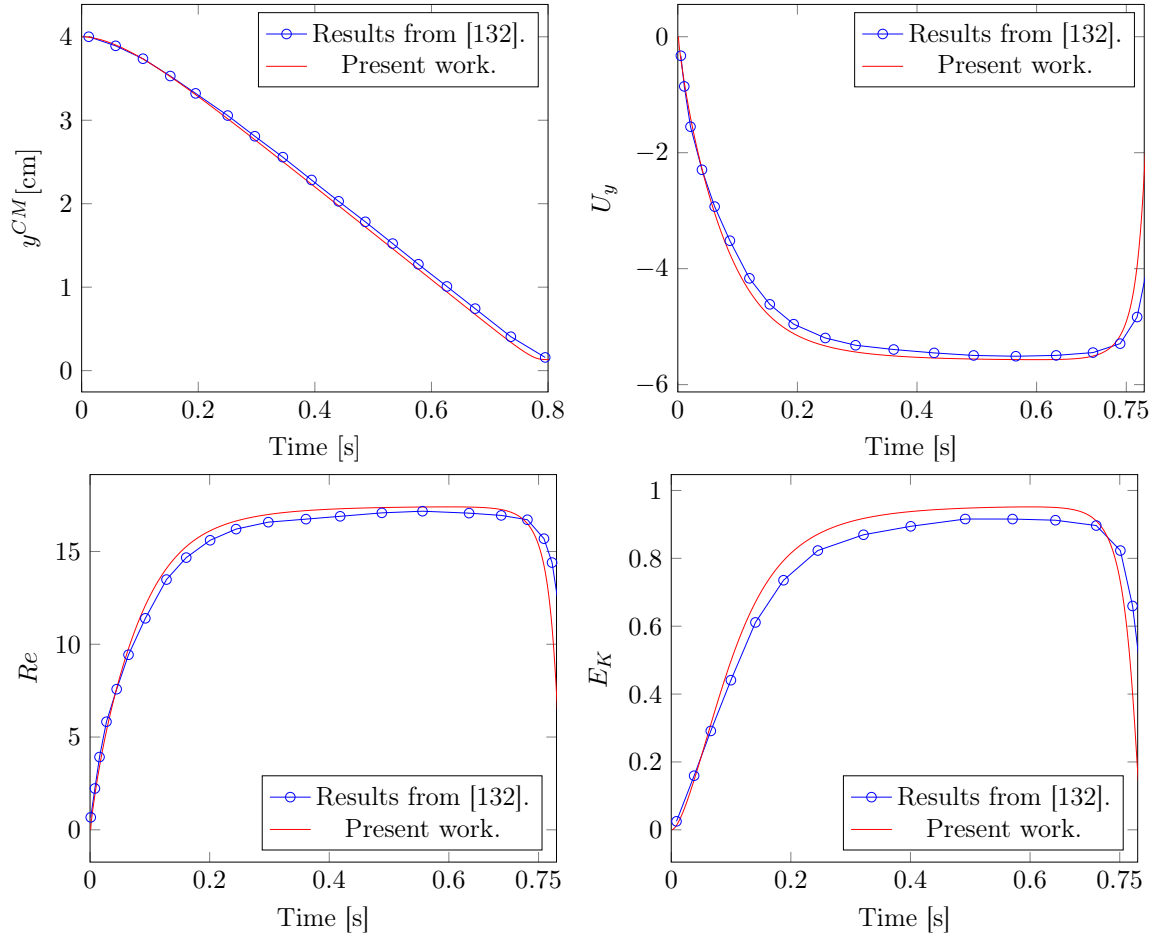 Results from [132].
Present work.
4
3
2
1
0
y^{CM}[cm]
0 0.2 0.4 0.6 0.8
Time [s]
Results from [132].
Present work.
0
−2
−4
−6
U_y
0 0.2 0.4 0.6 0.75
Time [s]
15
10
5
0
Re
Results from [132].
Present work.
0 0.2 0.4 0.6 0.75
Time [s]
1
0.8
0.6
0.4
0.2
0
E_K
Results from [132].
Present work.
0 0.2 0.4 0.6 0.75
Time [s]